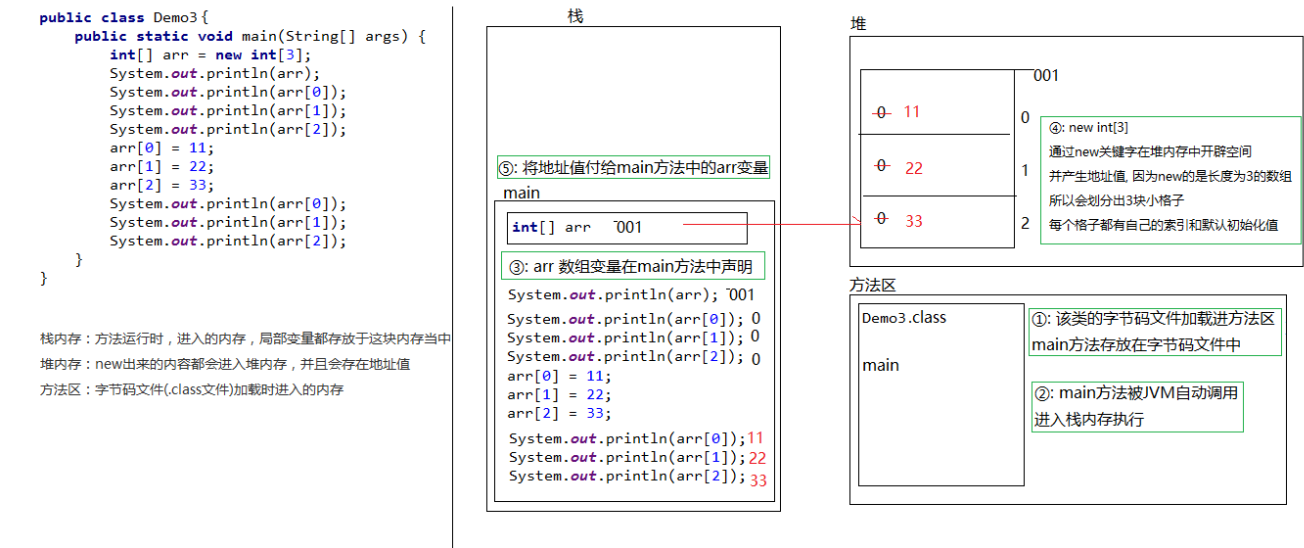 public class Demo3{
public static void main(String[] args) {
int[] arr = new int[3];
System.out.println(arr);
System.out.println(arr[0]);
System.out.println(arr[1]);
System.out.println(arr[2]);
arr[0] = 11;
arr[1] = 22;
arr[2] = 33;
System.out.println(arr[0]);
System.out.println(arr[1]);
System.out.println(arr[2]);
}
}
栈内存：方法运行时，进入的内存，局部变量都存放于这块内存当中
堆内存：new出来的内容都会进入堆内存，并且会存在地址值
方法区：字节码文件(.class文件)加载时进入的内存
栈
⑤: 将地址值付给main方法中的arr变量
main
int[] arr 001
③: arr 数组变量在main方法中声明
System.out.println(arr); 001
System.out.println(arr[0]); 0
System.out.println(arr[1]); 0
System.out.println(arr[2]); 0
arr[0] = 11;
arr[1] = 22;
arr[2] = 33;
System.out.println(arr[0]);11
System.out.println(arr[1]);22
System.out.println(arr[2]);33
堆
001
0 11 0
0 22 1
0 33 2
④: new int[3]
通过new关键字在堆内存中开辟空间
并产生地址值, 因为new的是长度为3的数组
所以会划分出3块小格子
每个格子都有自己的索引和默认初始化值
方法区
Demo3.class
main
①: 该类的字节码文件加载进方法区
main方法存放在字节码文件中
②: main方法被JVM自动调用
进入栈内存执行